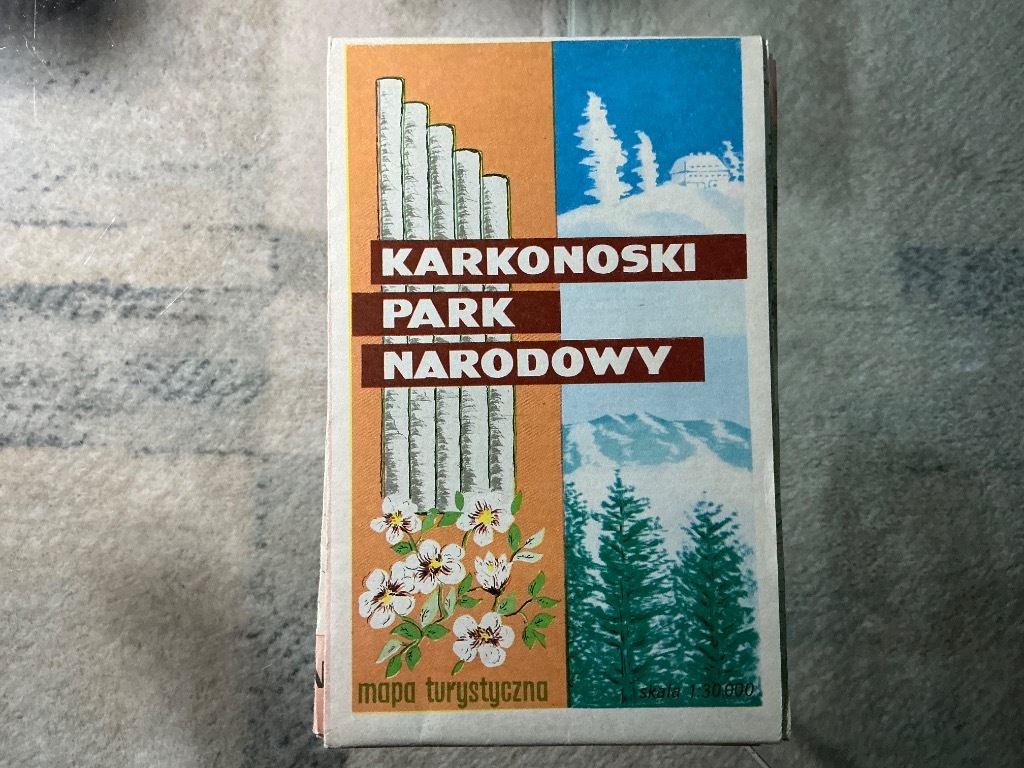 KARKONOSKI
PARK
NARODOWY
mapa turystyczna
skala 1:30 000